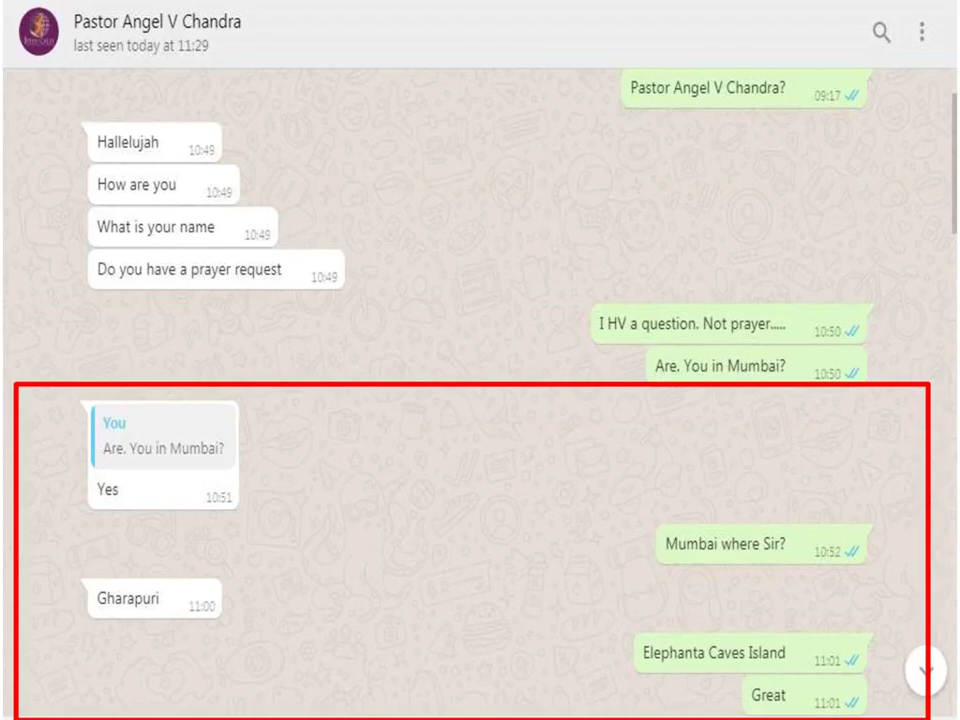 Pastor Angel V Chandra
last seen today at 11:29
Pastor Angel V Chandra? 09:17
Hallelujah 10:49
How are you 10:49
What is your name 10:49
Do you have a prayer request 10:49
I HV a question. Not prayer..... 10:50
Are. You in Mumbai? 10:50
You
Are. You in Mumbai?
Yes 10:51
Mumbai where Sir? 10:52
Gharapuri 11:00
Elephanta Caves Island 11:01
Great 11:01